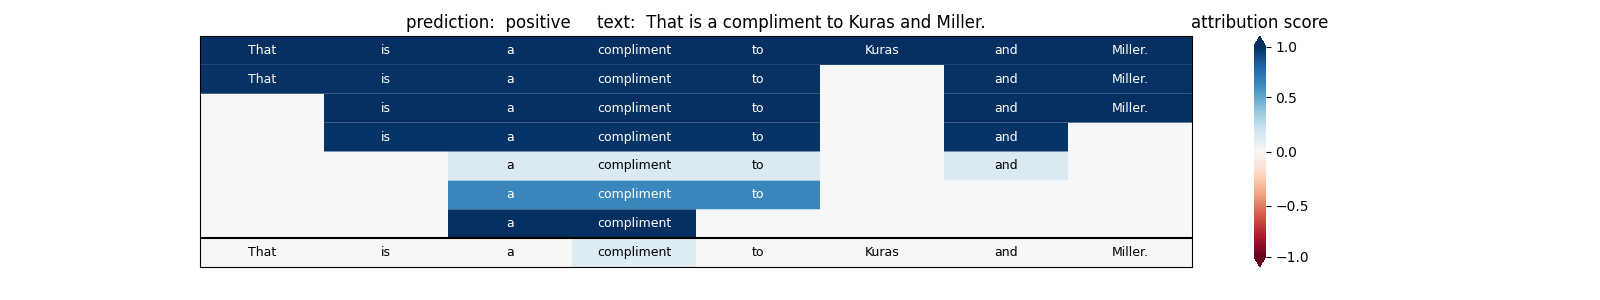 prediction:  positive     text:  That is a compliment to Kuras and Miller.     attribution score
That is a compliment to Kuras and Miller. 1.0
That is a compliment to and Miller.
is a compliment to and Miller. 0.5
is a compliment to and
a compliment to and 0.0
a compliment to
a compliment −0.5
That is a compliment to Kuras and Miller. −1.0